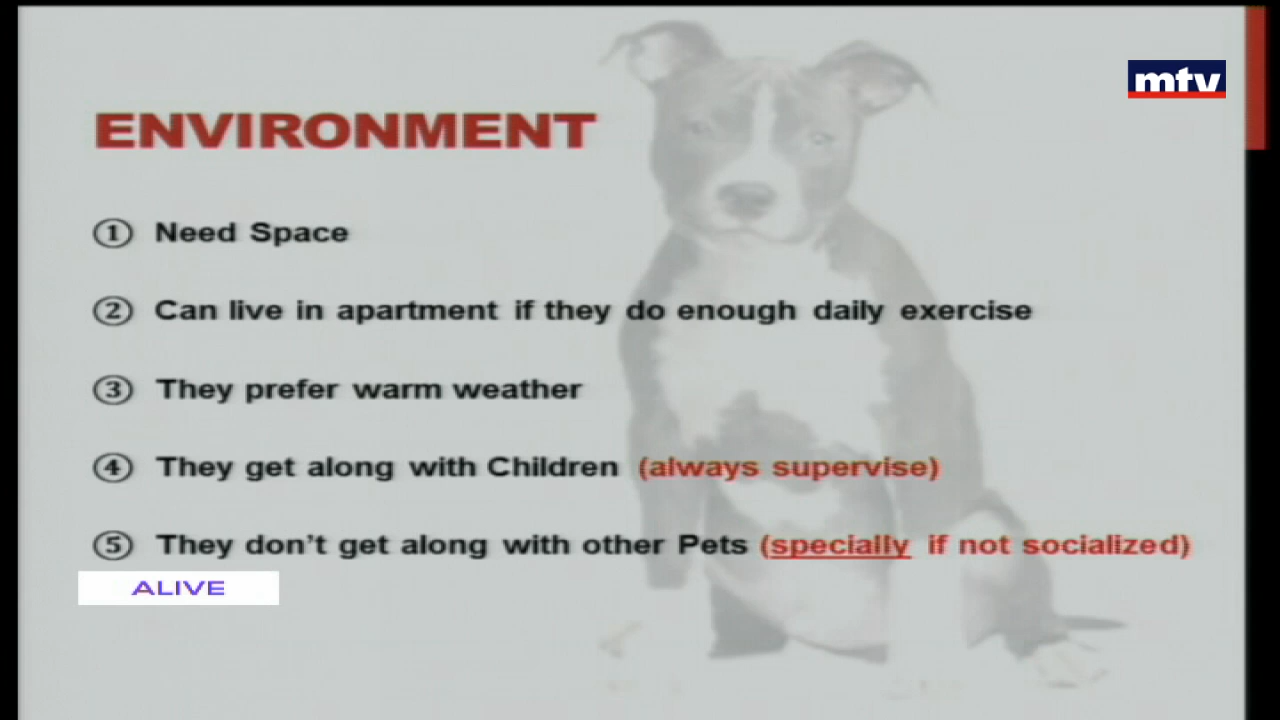 mtv
ENVIRONMENT
① Need Space
② Can live in apartment if they do enough daily exercise
③ They prefer warm weather
④ They get along with Children (always supervise)
⑤ They don't get along with other Pets (specially if not socialized)
ALIVE